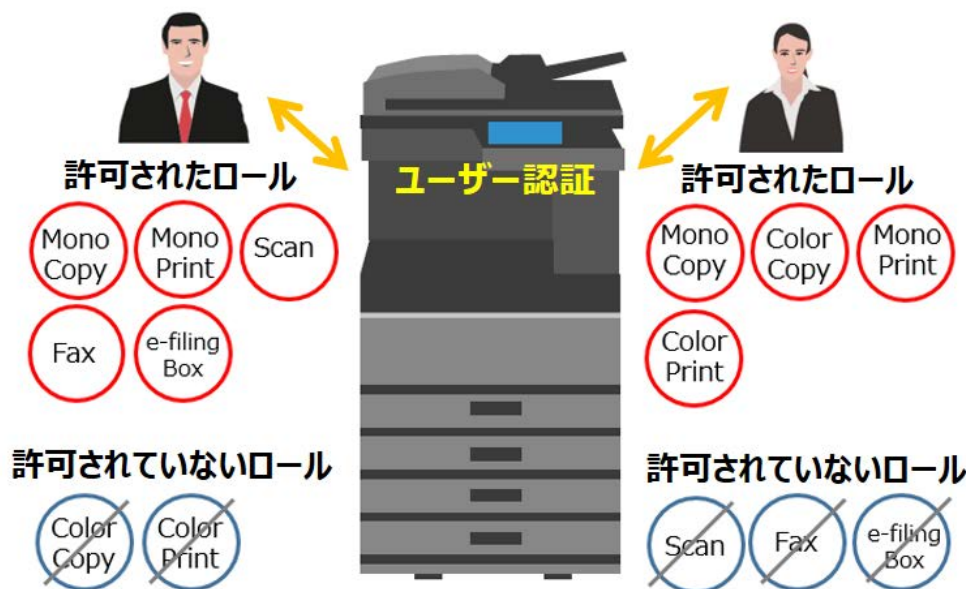 ユーザー認証
許可されたロール
Mono
Copy
Mono
Print
Scan
Fax
e-filing
Box
許可されていないロール
Color
Copy
Color
Print
許可されたロール
Mono
Copy
Color
Copy
Mono
Print
Color
Print
許可されていないロール
Scan
Fax
e-filing
Box